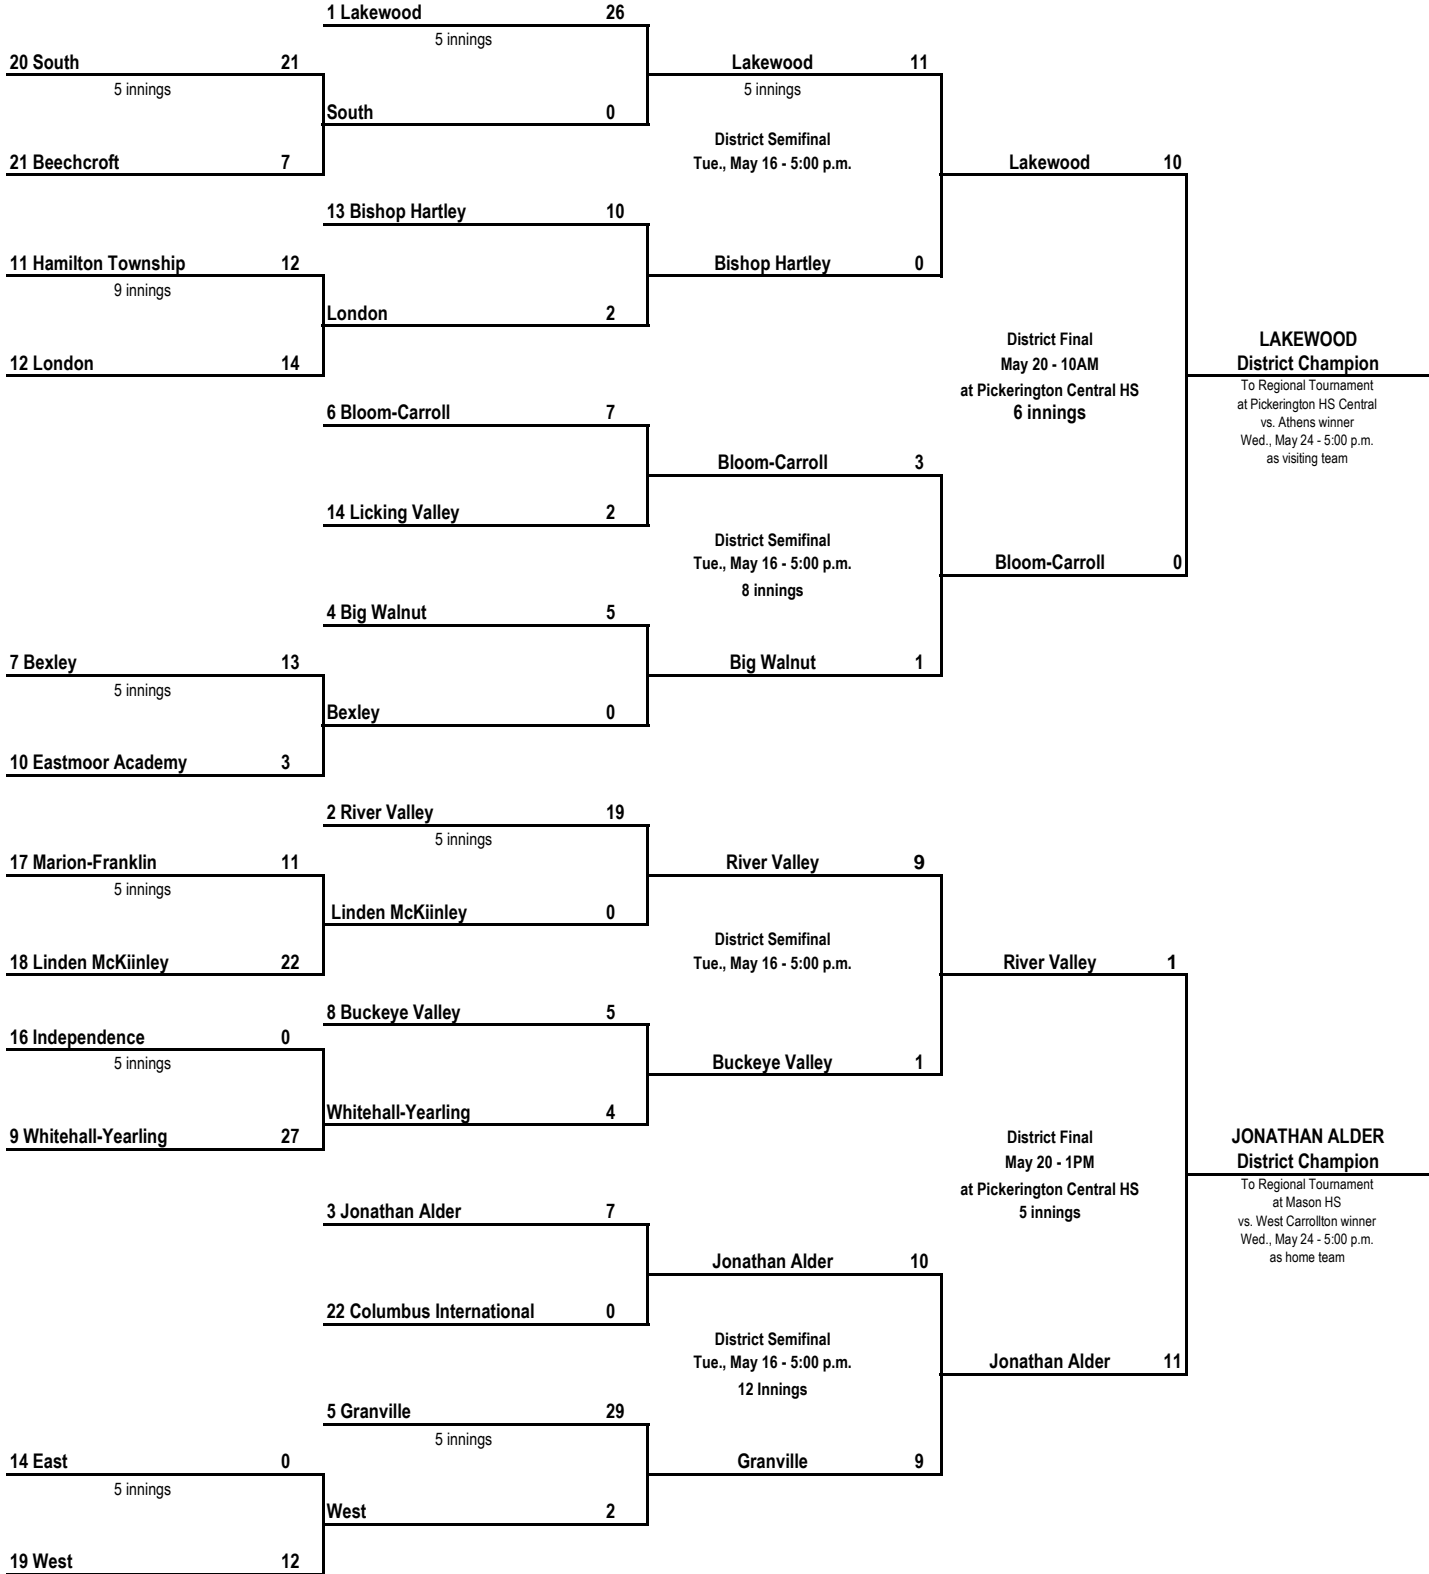 1 Lakewood 26
5 innings
20 South 21
5 innings
Lakewood 11
5 innings
South 0
District Semifinal
Tue., May 16 - 5:00 p.m.
21 Beechcroft 7
Lakewood 10
13 Bishop Hartley 10
11 Hamilton Township 12
9 innings
Bishop Hartley 0
London 2
12 London 14
District Final
May 20 - 10AM
at Pickerington Central HS
6 innings
LAKEWOOD
District Champion
To Regional Tournament
at Pickerington HS Central
vs. Athens winner
Wed., May 24 - 5:00 p.m.
as visiting team
6 Bloom-Carroll 7
Bloom-Carroll 3
14 Licking Valley 2
District Semifinal
Tue., May 16 - 5:00 p.m.
8 innings
Bloom-Carroll 0
4 Big Walnut 5
7 Bexley 13
5 innings
Big Walnut 1
Bexley 0
10 Eastmoor Academy 3
2 River Valley 19
5 innings
17 Marion-Franklin 11
5 innings
River Valley 9
Linden McKiinley 0
District Semifinal
Tue., May 16 - 5:00 p.m.
18 Linden McKiinley 22
River Valley 1
8 Buckeye Valley 5
16 Independence 0
5 innings
Buckeye Valley 1
Whitehall-Yearling 4
9 Whitehall-Yearling 27
District Final
May 20 - 1PM
at Pickerington Central HS
5 innings
JONATHAN ALDER
District Champion
To Regional Tournament
at Mason HS
vs. West Carrollton winner
Wed., May 24 - 5:00 p.m.
as home team
3 Jonathan Alder 7
Jonathan Alder 10
22 Columbus International 0
District Semifinal
Tue., May 16 - 5:00 p.m.
12 Innings
Jonathan Alder 11
5 Granville 29
5 innings
14 East 0
5 innings
Granville 9
West 2
19 West 12